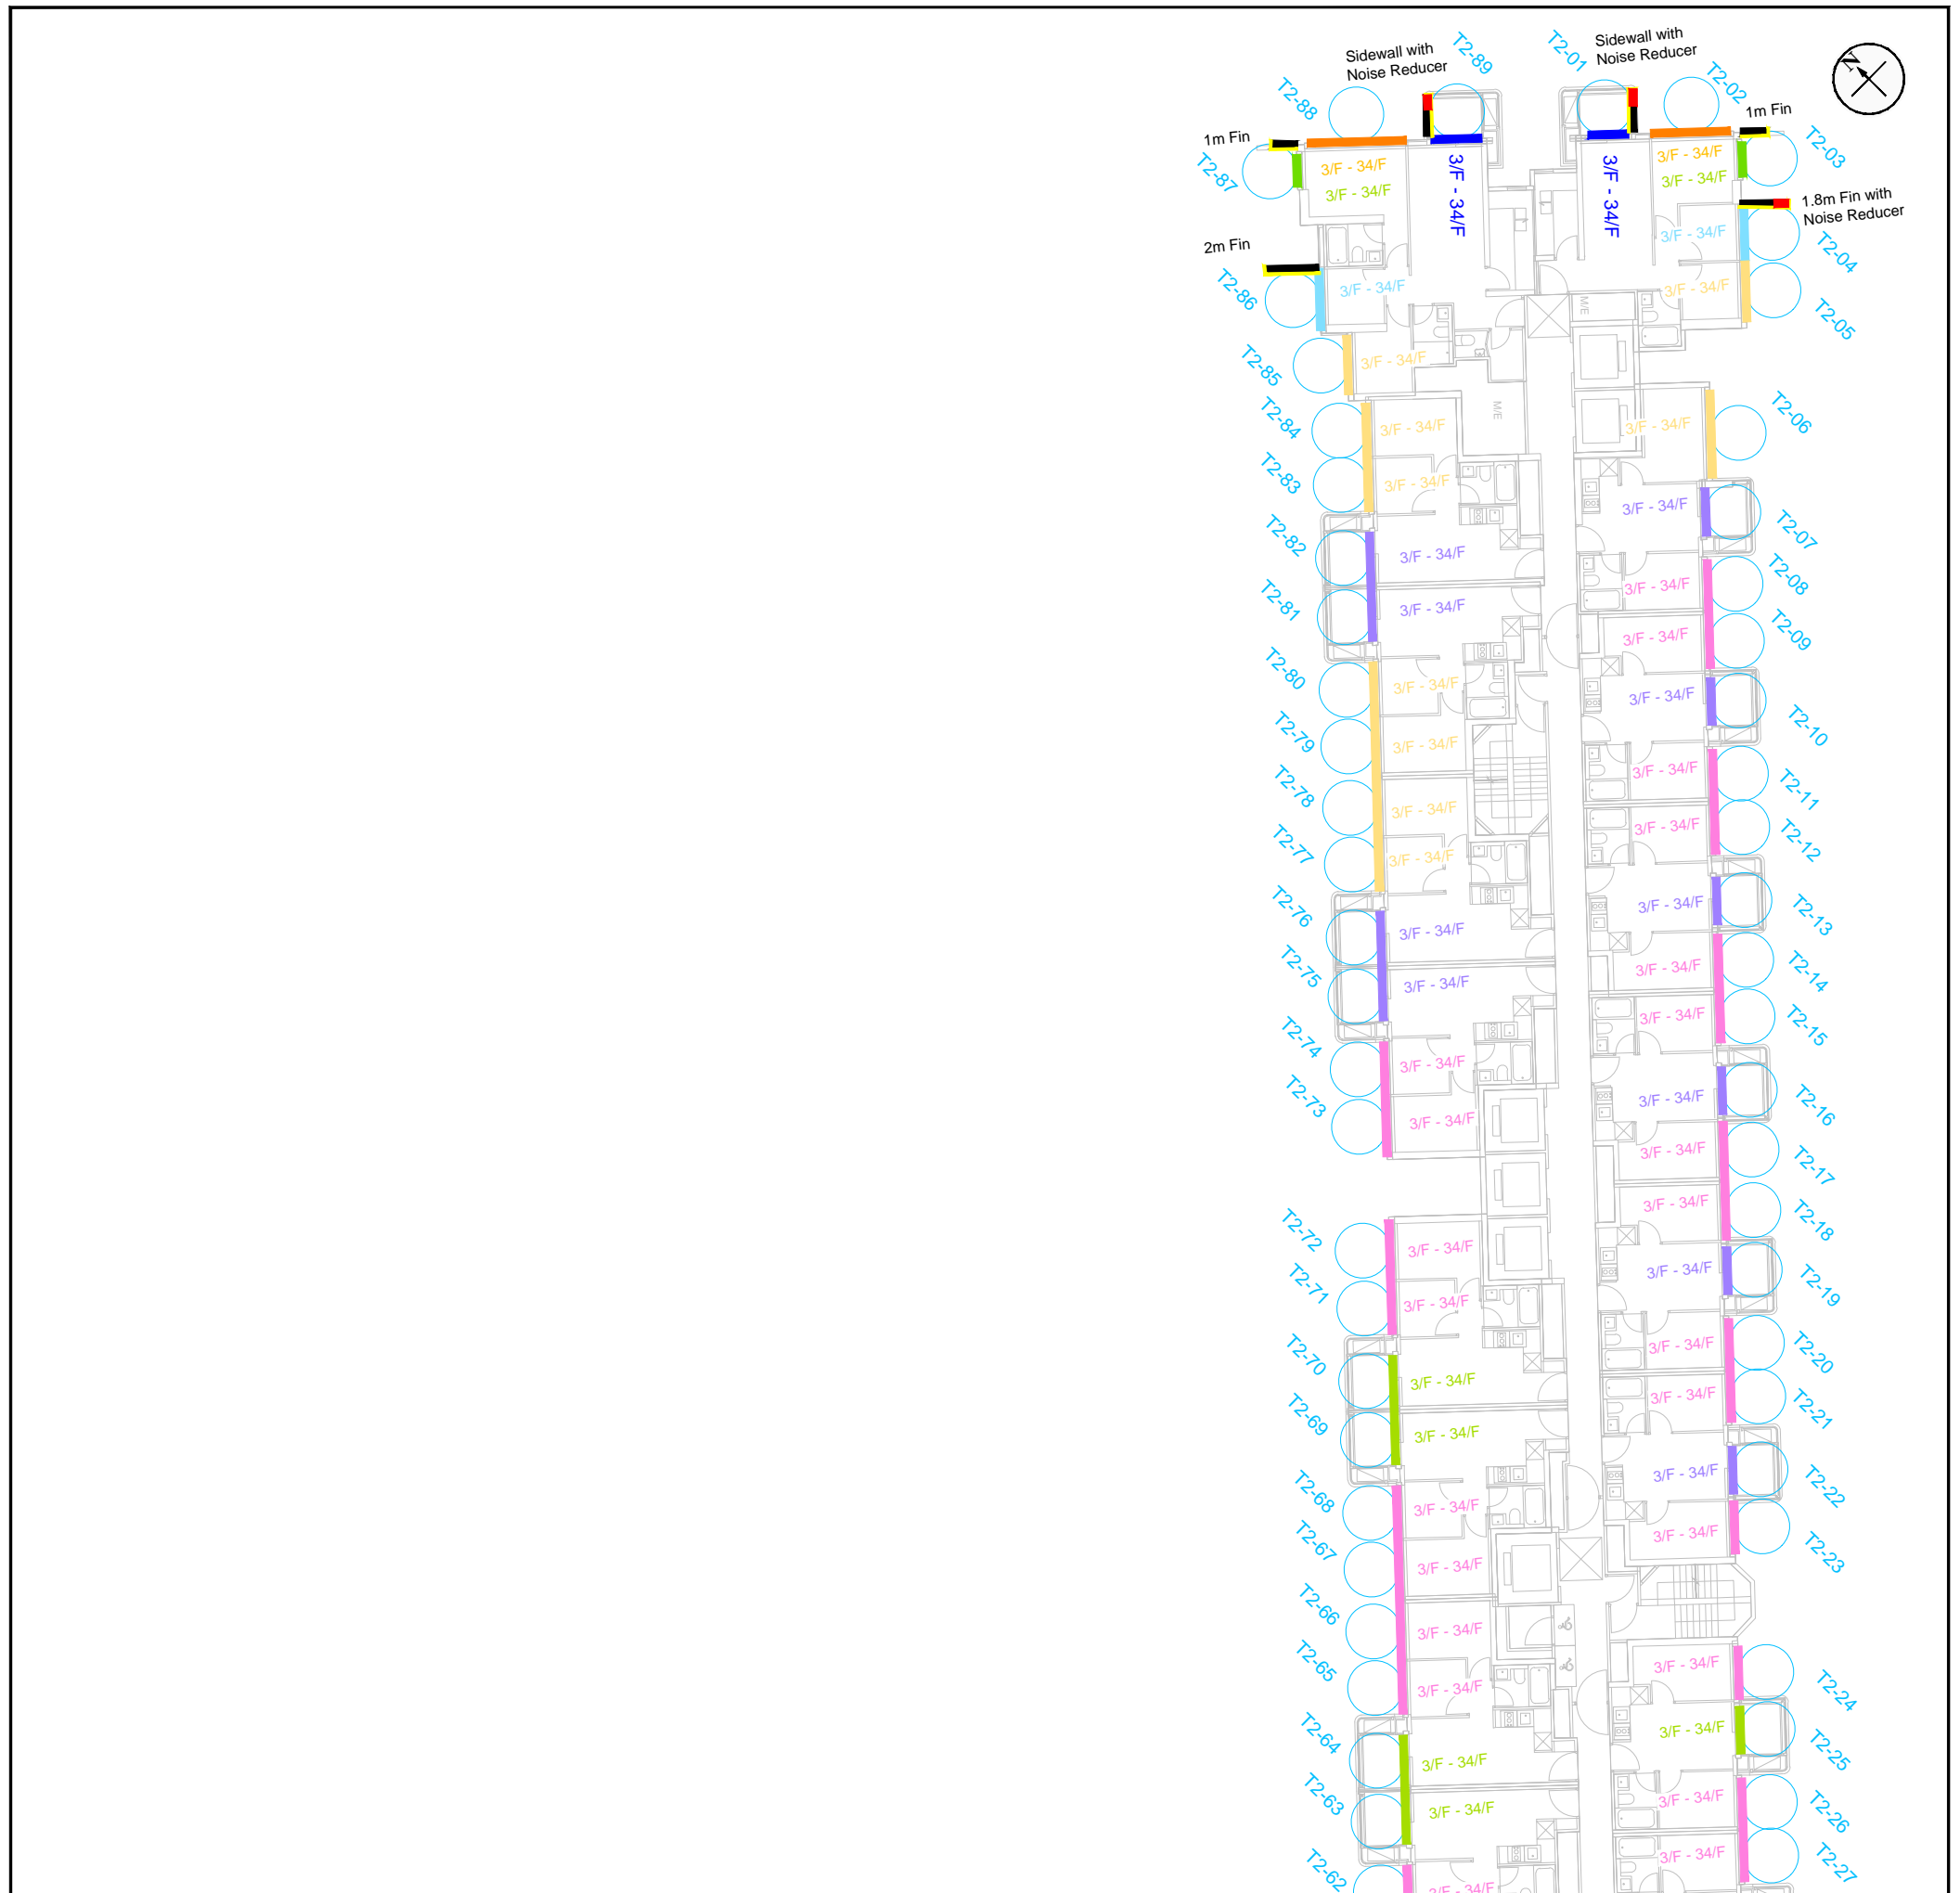 Sidewall with
Noise Reducer
T2-89
T2-01
Sidewall with
Noise Reducer
N
T2-88
T2-02
1m Fin
1m Fin
T2-03
T2-87
3/F - 34/F
3/F - 34/F
3/F - 34/F
3/F - 34/F
3/F - 34/F
3/F - 34/F
1.8m Fin with
Noise Reducer
2m Fin
3/F - 34/F
T2-04
T2-86
3/F - 34/F
3/F - 34/F
T2-05
M/E
T2-85
3/F - 34/F
T2-84
3/F - 34/F
M/E
3/F - 34/F
T2-06
T2-83
3/F - 34/F
3/F - 34/F
T2-07
T2-82
3/F - 34/F
3/F - 34/F
T2-08
T2-81
3/F - 34/F
3/F - 34/F
T2-09
T2-80
3/F - 34/F
3/F - 34/F
T2-10
T2-79
3/F - 34/F
3/F - 34/F
T2-11
T2-78
3/F - 34/F
3/F - 34/F
T2-12
T2-77
3/F - 34/F
T2-76
3/F - 34/F
3/F - 34/F
T2-13
T2-75
3/F - 34/F
3/F - 34/F
T2-14
T2-74
3/F - 34/F
3/F - 34/F
T2-15
T2-73
3/F - 34/F
3/F - 34/F
T2-16
3/F - 34/F
T2-17
T2-72
3/F - 34/F
3/F - 34/F
T2-18
T2-71
3/F - 34/F
3/F - 34/F
T2-19
T2-70
3/F - 34/F
3/F - 34/F
T2-20
T2-69
3/F - 34/F
3/F - 34/F
T2-21
T2-68
3/F - 34/F
3/F - 34/F
T2-22
T2-67
3/F - 34/F
3/F - 34/F
T2-23
T2-66
3/F - 34/F
T2-65
3/F - 34/F
3/F - 34/F
T2-24
T2-64
3/F - 34/F
3/F - 34/F
T2-25
T2-63
3/F - 34/F
3/F - 34/F
T2-26
T2-62
3/F - 34/F
3/F - 34/F
T2-27